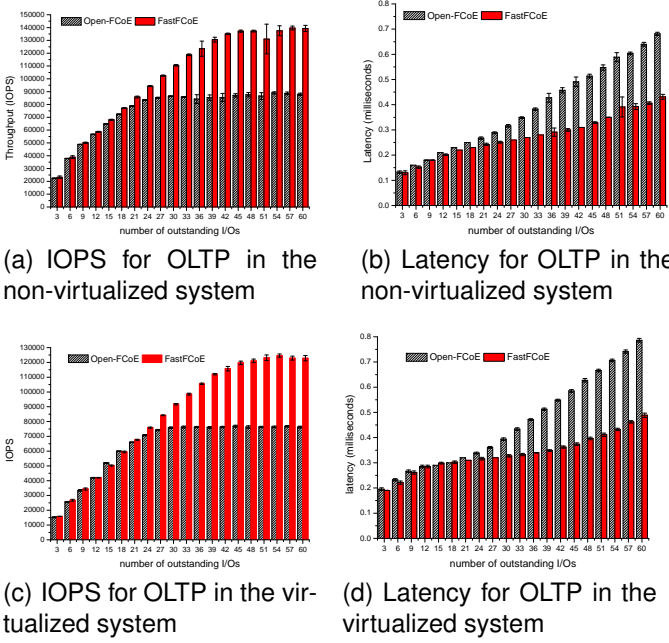 150000
140000
130000
120000
110000
100000
90000
80000
70000
60000
50000
40000
30000
20000
10000
0
Throughput (IOPS)
Open-FCoE FastFCoE
3 6 9 12 15 18 21 24 27 30 33 36 39 42 45 48 51 54 57 60
number of outstanding I/Os
(a) IOPS for OLTP in the
non-virtualized system
0.8
0.7
0.6
0.5
0.4
0.3
0.2
0.1
0.0
Latency (milliseconds)
Open-FCoE FastFCoE
3 6 9 12 15 18 21 24 27 30 33 36 39 42 45 48 51 54 57 60
number of outstanding I/Os
(b) Latency for OLTP in the
non-virtualized system
130000
120000
110000
100000
90000
80000
70000
60000
50000
40000
30000
20000
10000
0
IOPS
Open-FCoE FastFCoE
3 6 9 12 15 18 21 24 27 30 33 36 39 42 45 48 51 54 57 60
number of outstanding I/Os
(c) IOPS for OLTP in the vir-
tualized system
0.8
0.7
0.6
0.5
0.4
0.3
0.2
0.1
0.0
latency (milliseconds)
Open-FCoE FastFCoE
3 6 9 12 15 18 21 24 27 30 33 36 39 42 45 48 51 54 57 60
number of outstanding I/Os
(d) Latency for OLTP in the
virtualized system